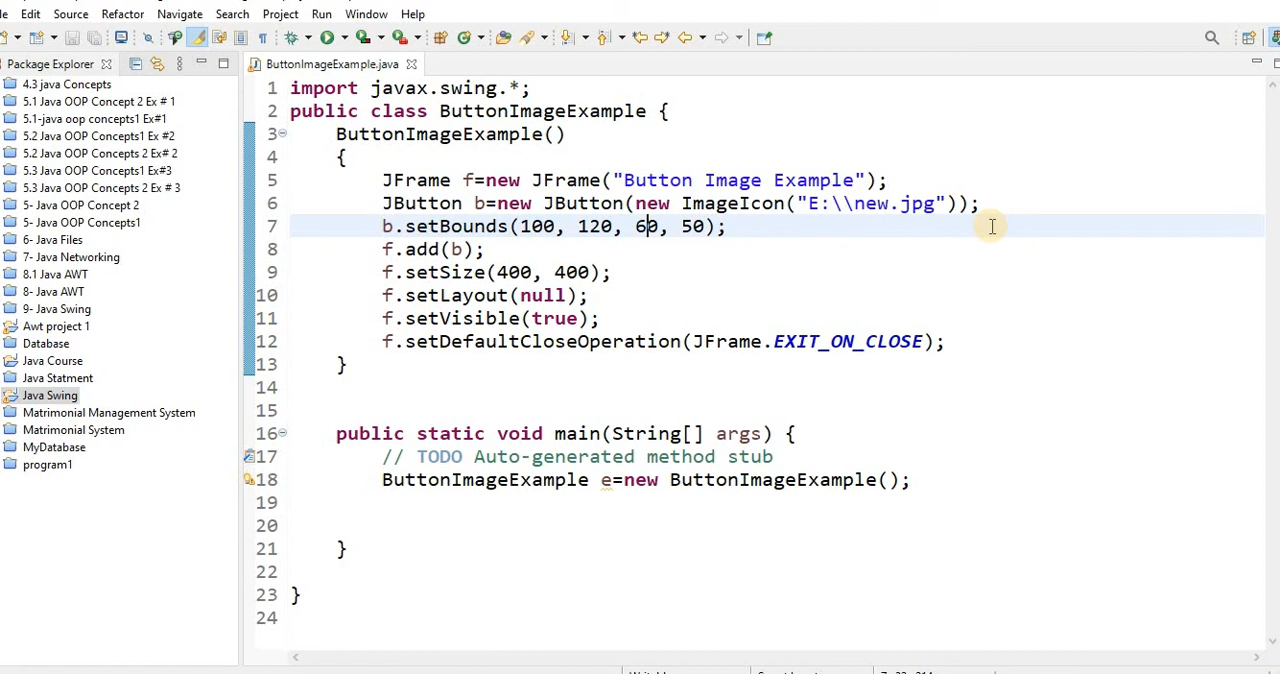 Edit Source Refactor Navigate Search Project Run Window Help
Package Explorer
4.3 java Concepts
5.1 Java OOP Concept 2 Ex # 1
5.1-java oop concepts1 Ex#1
5.2 Java OOP Concepts1 Ex #2
5.2 Java OOP Concepts 2 Ex# 2
5.3 Java OOP Concepts1 Ex#3
5.3 Java OOP Concepts 2 Ex # 3
5- Java OOP Concept 2
5- Java OOP Concepts1
6- Java Files
7- Java Networking
8.1 Java AWT
8- Java AWT
9- Java Swing
Awt project 1
Database
Java Course
Java Statment
Java Swing
Matrimonial Management System
Matrimonial System
MyDatabase
program1
ButtonImageExample.java
1 import javax.swing.*;
2 public class ButtonImageExample {
3 ButtonImageExample()
4 {
5 JFrame f=new JFrame("Button Image Example");
6 JButton b=new JButton(new ImageIcon("E:\\new.jpg"));
7 b.setBounds(100, 120, 60, 50);
8 f.add(b);
9 f.setSize(400, 400);
10 f.setLayout(null);
11 f.setVisible(true);
12 f.setDefaultCloseOperation(JFrame.EXIT_ON_CLOSE);
13 }
14
15
16 public static void main(String[] args) {
17 // TODO Auto-generated method stub
18 ButtonImageExample e=new ButtonImageExample();
19
20
21 }
22
23 }
24